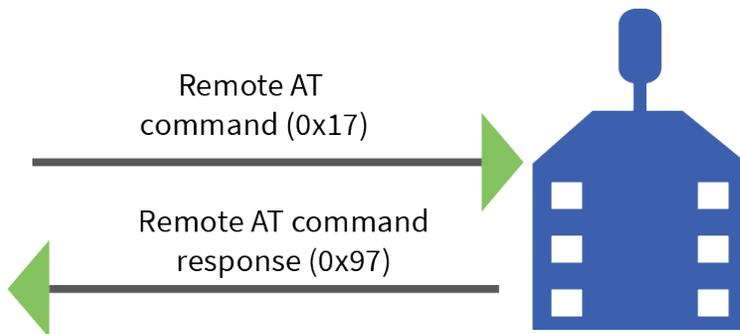 Remote AT
command (0x17)
Remote AT command
response (0x97)